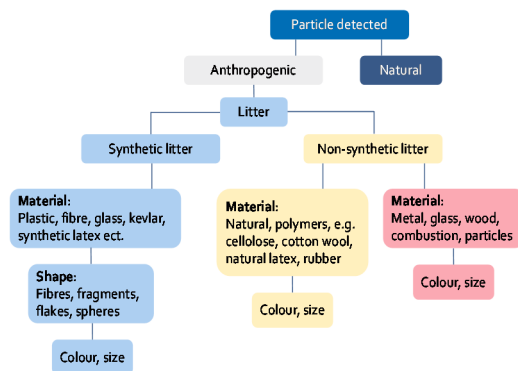 Particle detected
Anthropogenic
Natural
Litter
Synthetic litter
Non-synthetic litter
Material:
Plastic, fibre, glass, kevlar,
synthetic latex ect.
Material:
Natural, polymers, e.g.
cellolose, cotton wool,
natural latex, rubber
Material:
Metal, glass, wood,
combustion, particles
Shape:
Fibres, fragments,
flakes, spheres
Colour, size
Colour, size
Colour, size